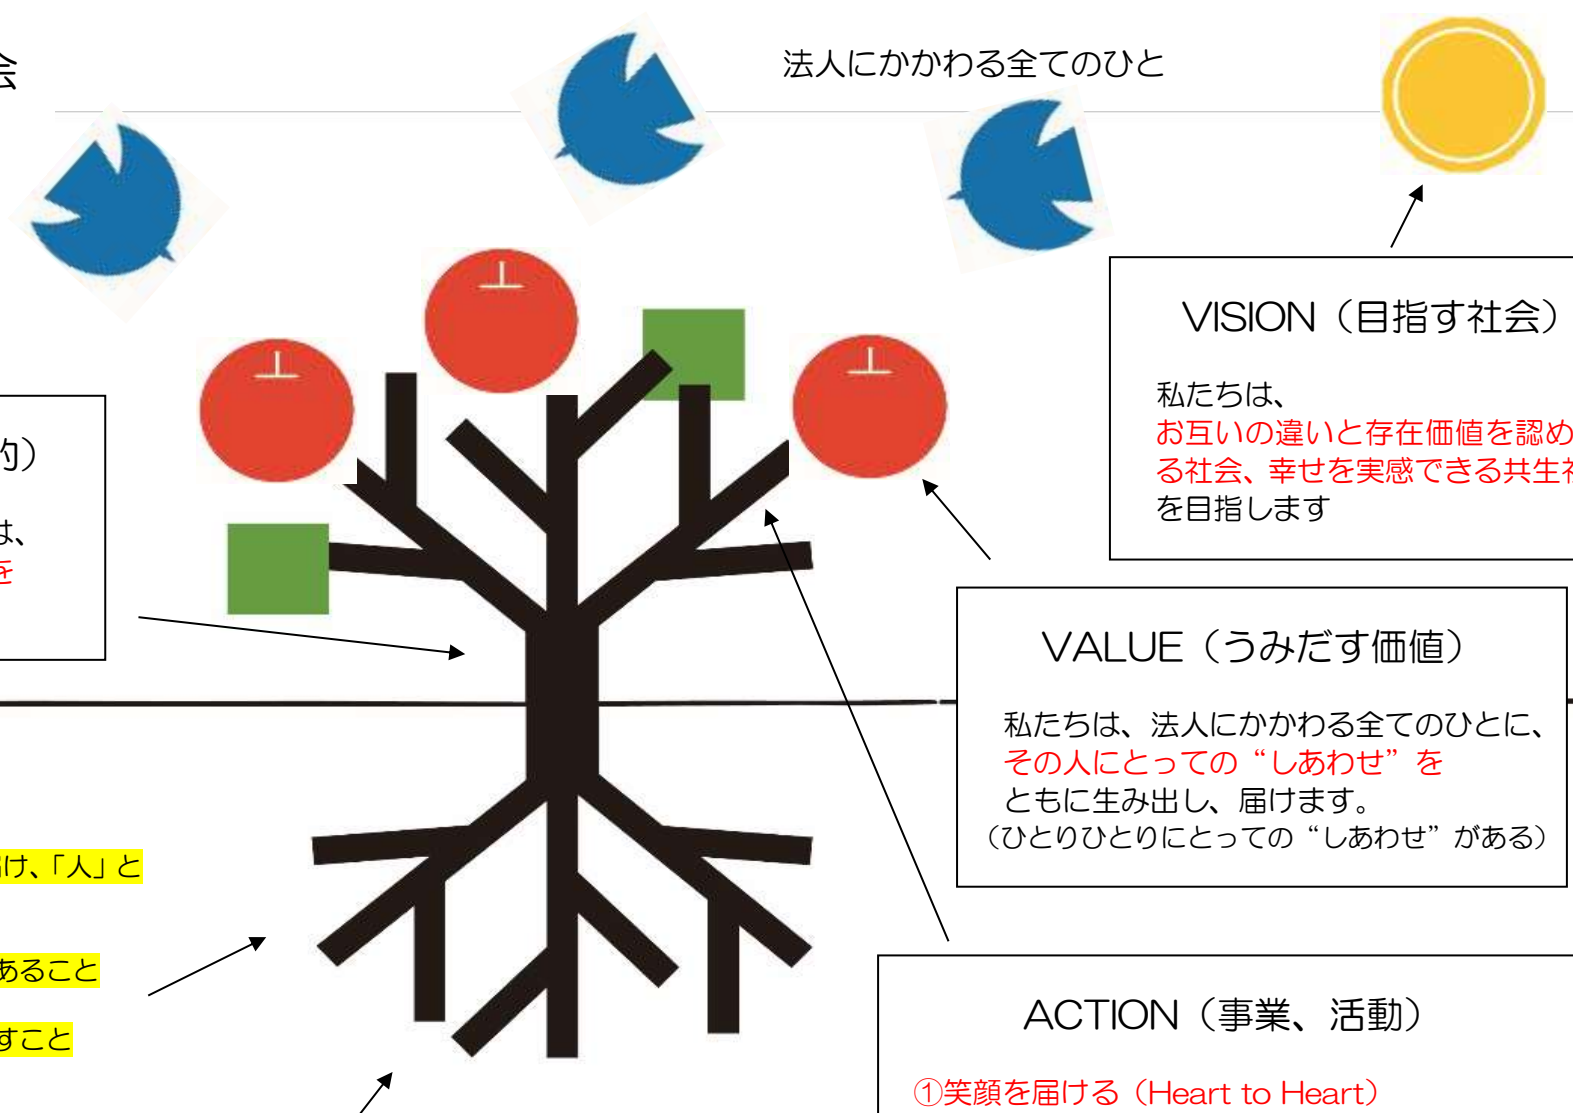 会
法人にかかわる全てのひと
VISION（目指す社会）
私たちは、
お互いの違いと存在価値を認め
る社会、幸せを実感できる共生
を目指します
的）
は、
を
VALUE（うみだす価値）
私たちは、法人にかかわる全てのひとに、
その人にとっての“しあわせ”を
ともに生み出し、届けます。
（ひとりひとりにとっての“しあわせ”がある）
け、「人」と
あること
すこと
ACTION（事業、活動）
①笑顔を届ける（Heart to Heart）